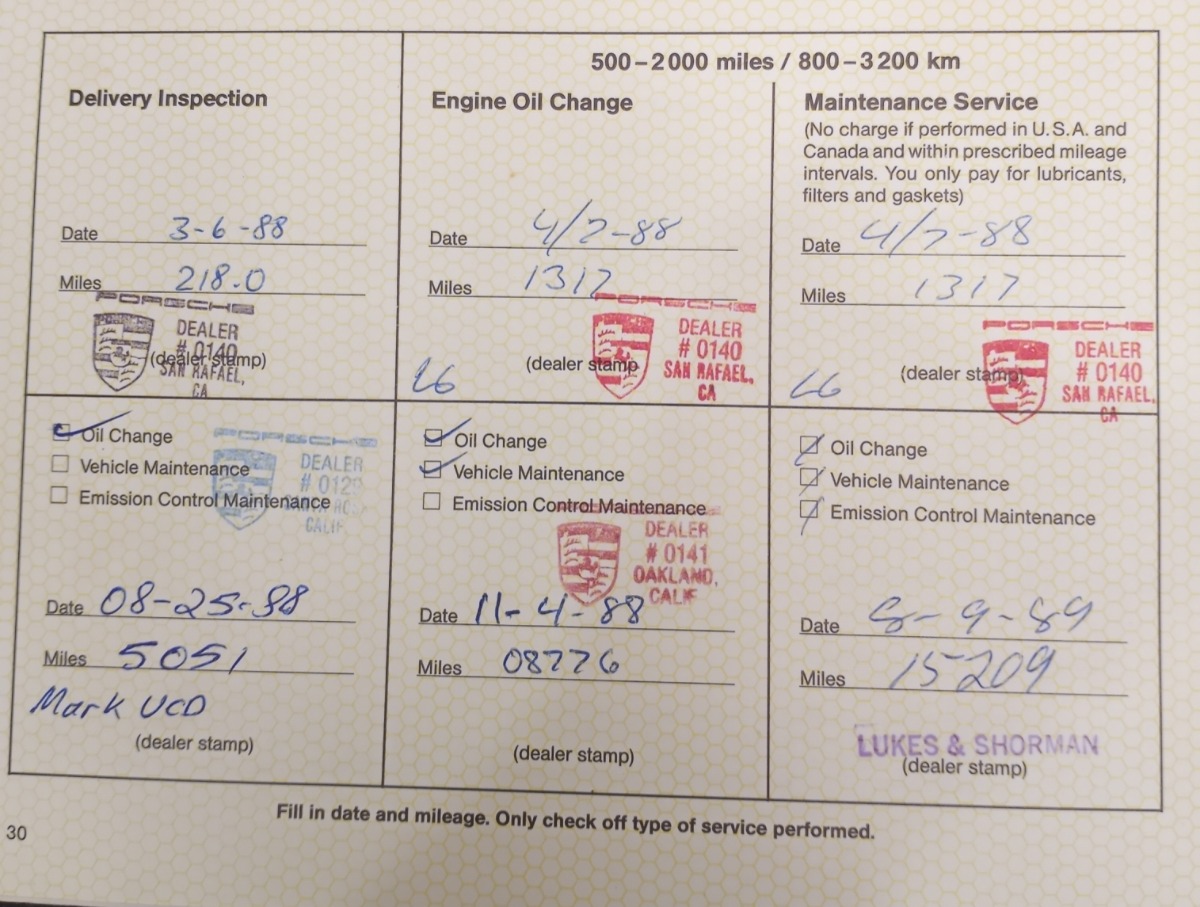 500–2000 miles / 800–3200 km
Delivery Inspection
Date 3-6-88
Miles 218.0
PORSCHE
DEALER
# 0140
(dealer stamp)
SAN RAFAEL,
CA
Engine Oil Change
Date 4/7-88
Miles 1317
PORSCHE
DEALER
# 0140
(dealer stamp
SAN RAFAEL,
CA
Maintenance Service
(No charge if performed in U.S.A. and
Canada and within prescribed mileage
intervals. You only pay for lubricants,
filters and gaskets)
Date 4/7-88
Miles 1317
PORSCHE
DEALER
# 0140
(dealer stamp)
SAN RAFAEL,
CA
Oil Change
Vehicle Maintenance
Emission Control Maintenance
PORSCHE
DEALER
# 0129
CALIF
Date 08-25-88
Miles 5051
Mark UCD
(dealer stamp)
Oil Change
Vehicle Maintenance
Emission Control Maintenance
DEALER
# 0141
OAKLAND,
CALIF
Date 11-4-88
Miles 08776
(dealer stamp)
Oil Change
Vehicle Maintenance
Emission Control Maintenance
Date 8-9-89
Miles 15209
LUKES & SHORMAN
(dealer stamp)
Fill in date and mileage. Only check off type of service performed.
30